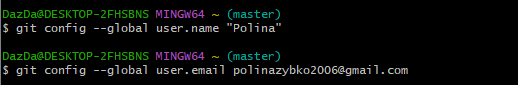 DazDa@DESKTOP-2FHSBNS MINGW64 ~ (master)
$ git config --global user.name "Polina"
DazDa@DESKTOP-2FHSBNS MINGW64 ~ (master)
$ git config --global user.email polinazybko2006@gmail.com